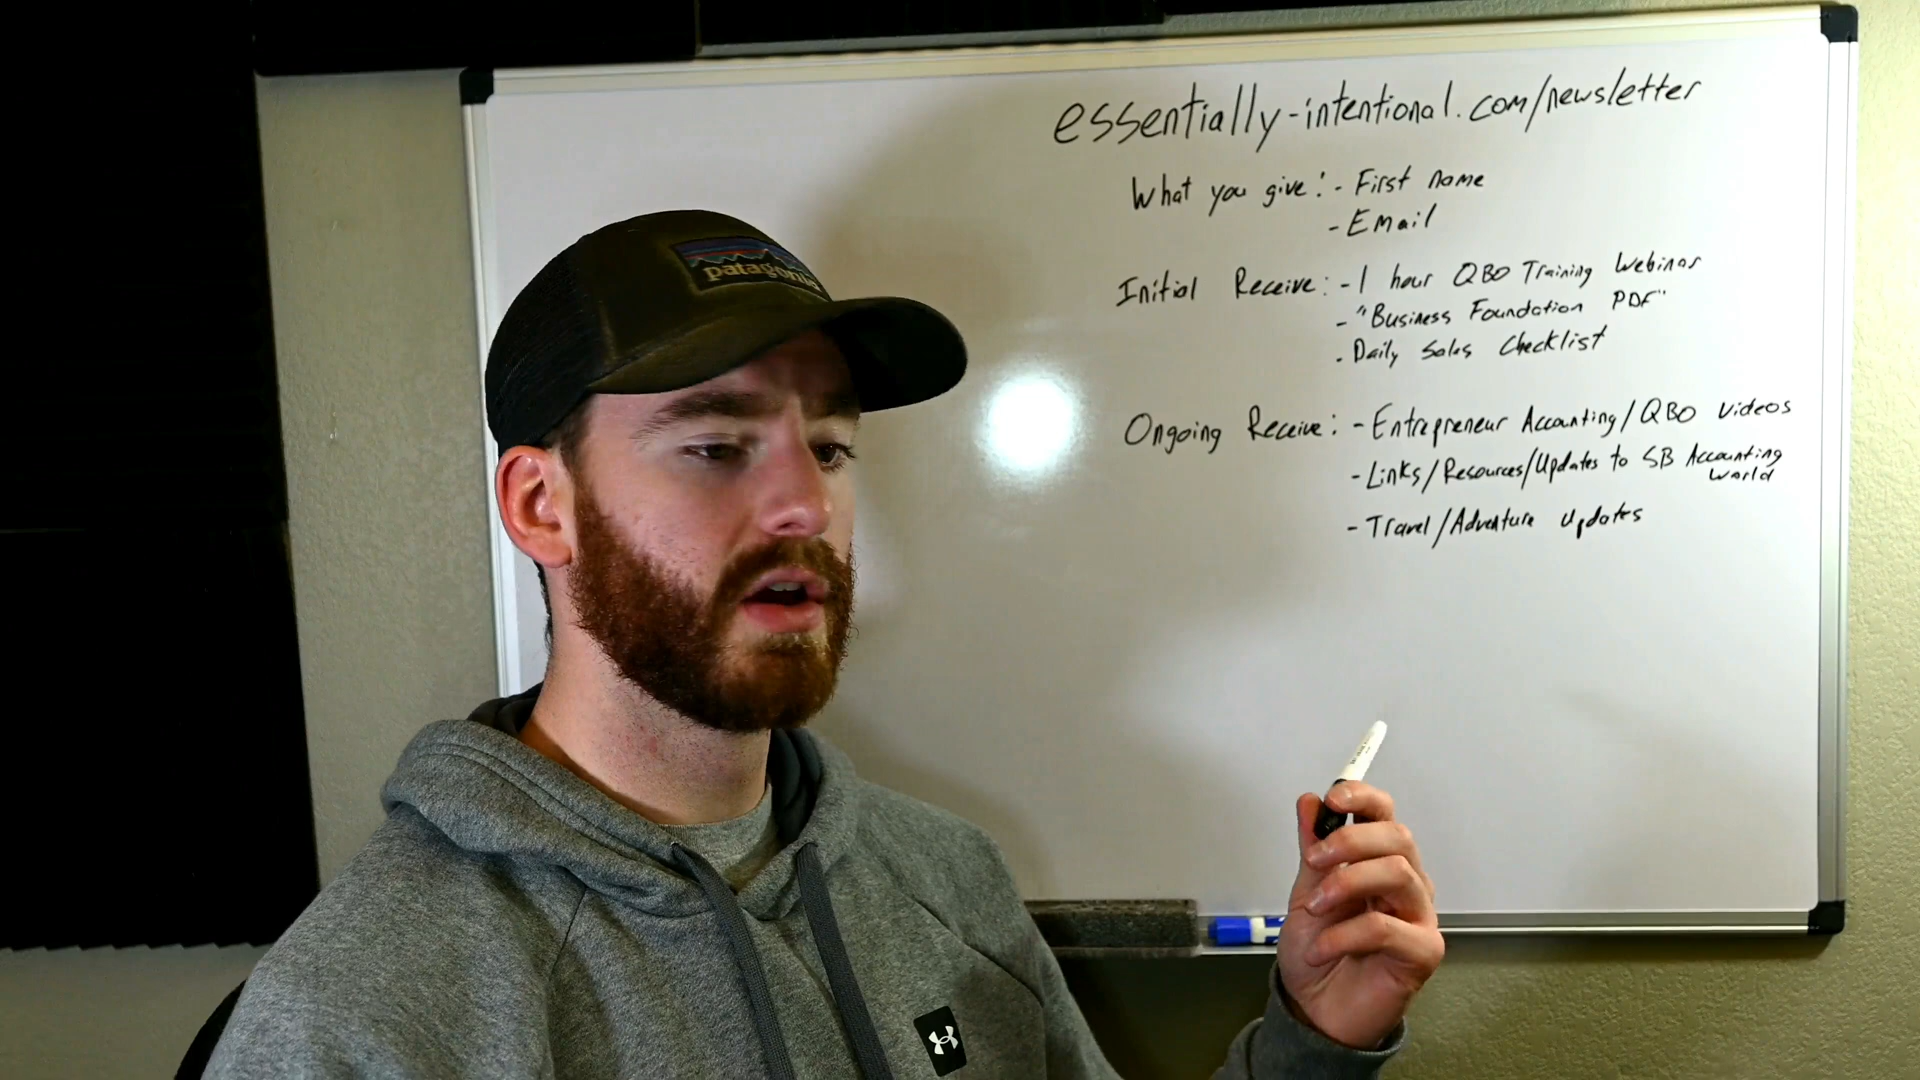 essentially-intentional.com/newsletter
What you give: - First name
- Email
Initial Receive: - 1 hour QBO Training Webinar
- "Business Foundation PDF"
- Daily Sales Checklist
Ongoing Receive: - Entrepreneur Accounting/QBO Videos
- Links/Resources/Updates to SB Accounting
World
- Travel/Adventure Updates
patagonia